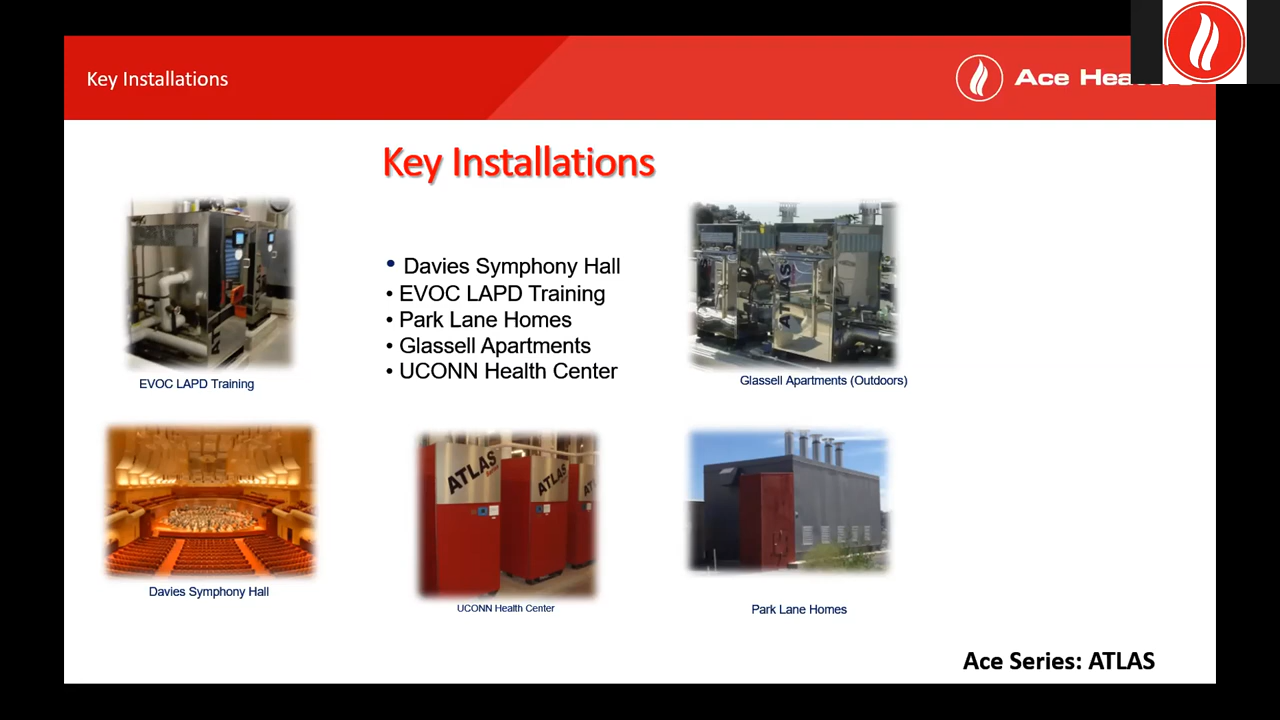 Key Installations
Ace Hea
Key Installations
• Davies Symphony Hall
• EVOC LAPD Training
• Park Lane Homes
• Glassell Apartments
• UCONN Health Center
EVOC LAPD Training
ATLAS
Glassell Apartments (Outdoors)
ATLAS
ATLAS
Davies Symphony Hall
UCONN Health Center
Park Lane Homes
Ace Series: ATLAS